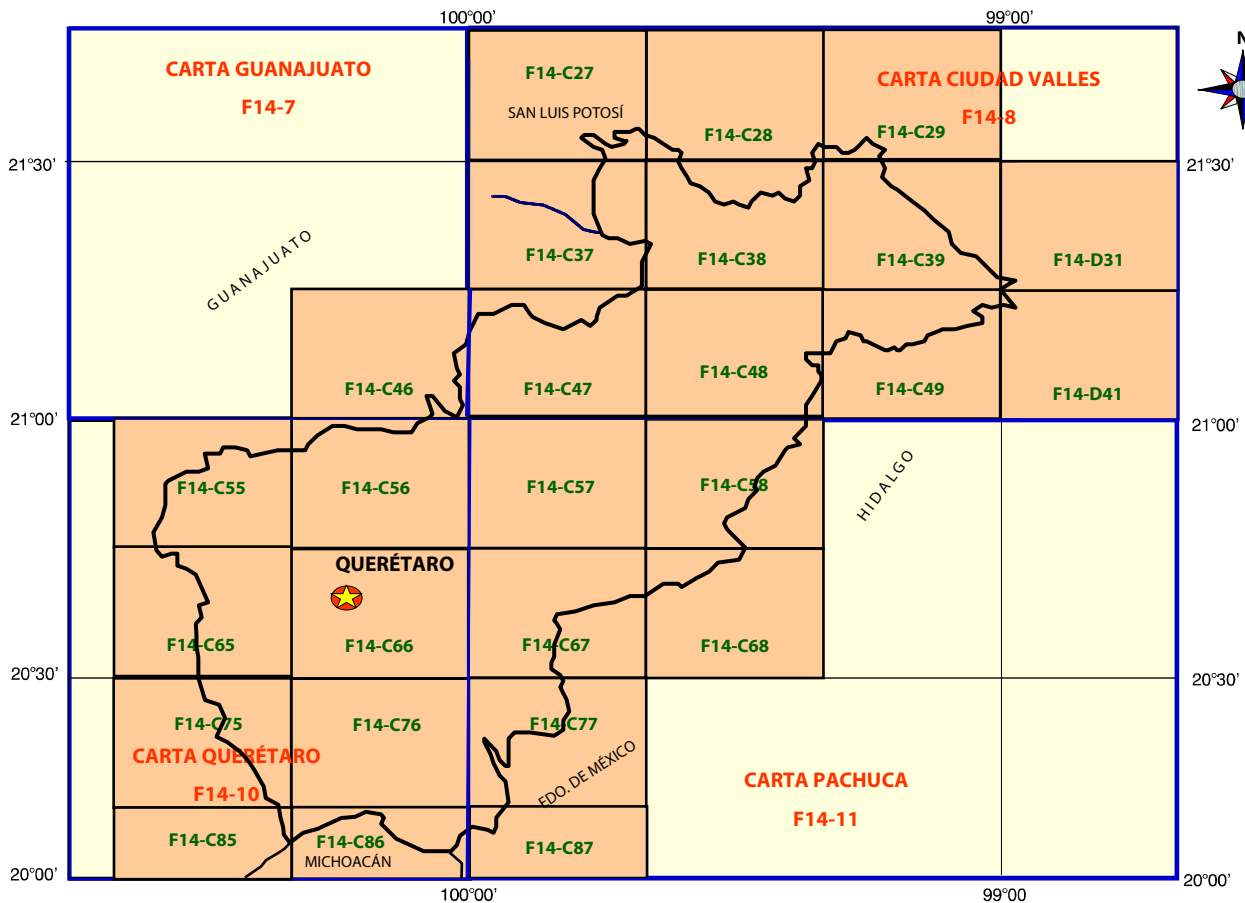 100°00’ 99°00’
N
CARTA GUANAJUATO
F14-7
F14-C27
SAN LUIS POTOSÍ
CARTA CIUDAD VALLES
F14-8
F14-C28 F14-C29
21°30’ 21°30’
GUANAJUATO
F14-C37 F14-C38 F14-C39 F14-D31
F14-C46 F14-C47 F14-C48 F14-C49 F14-D41
21°00’ 21°00’
HIDALGO
F14-C55 F14-C56 F14-C57 F14-C58
QUERÉTARO
F14-C65 F14-C66 F14-C67 F14-C68
20°30’ 20°30’
F14-C75 F14-C76 F14-C77
CARTA QUERÉTARO
F14-10
EDO. DE MÉXICO
CARTA PACHUCA
F14-11
F14-C85 F14-C86 F14-C87
MICHOACÁN
20°00’ 20°00’
100°00’ 99°00